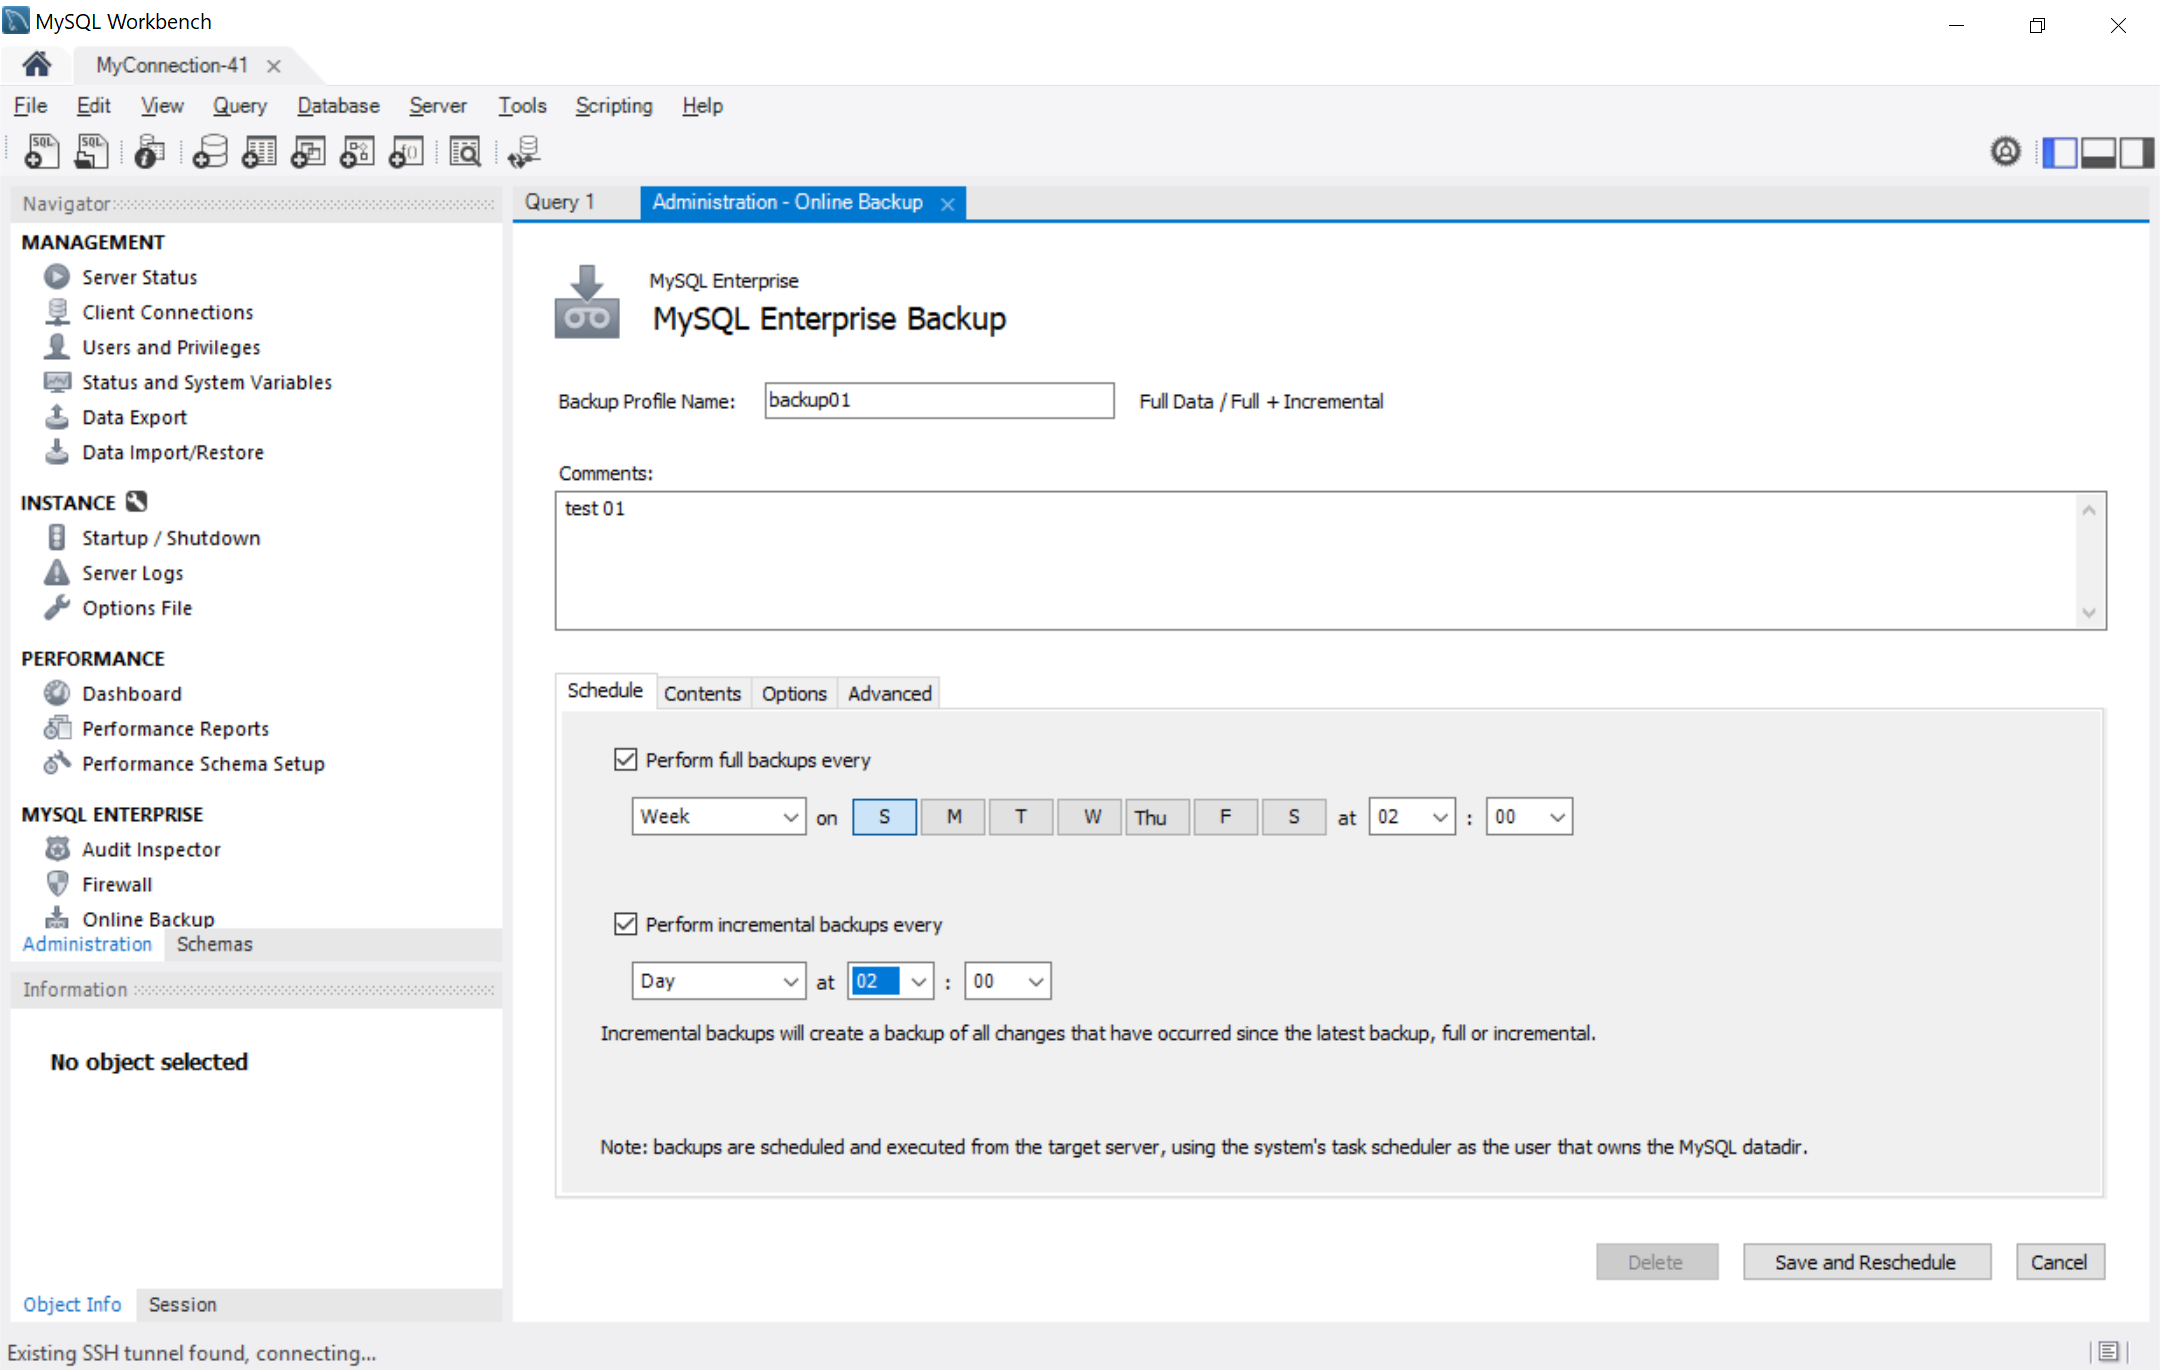 MySQL Workbench
MyConnection-41
File Edit View Query Database Server Tools Scripting Help
SQL SQL
Navigator
MANAGEMENT
Server Status
Client Connections
Users and Privileges
Status and System Variables
Data Export
Data Import/Restore
INSTANCE
Startup / Shutdown
Server Logs
Options File
PERFORMANCE
Dashboard
Performance Reports
Performance Schema Setup
MYSQL ENTERPRISE
Audit Inspector
Firewall
Online Backup
Administration Schemas
Information
No object selected
Object Info Session
Query 1 Administration - Online Backup
MySQL Enterprise
MySQL Enterprise Backup
Backup Profile Name: backup01 Full Data / Full + Incremental
Comments:
test 01
Schedule Contents Options Advanced
Perform full backups every
Week on S M T W Thu F S at 02 : 00
Perform incremental backups every
Day at 02 : 00
Incremental backups will create a backup of all changes that have occurred since the latest backup, full or incremental.
Note: backups are scheduled and executed from the target server, using the system's task scheduler as the user that owns the MySQL datadir.
Delete Save and Reschedule Cancel
Existing SSH tunnel found, connecting...